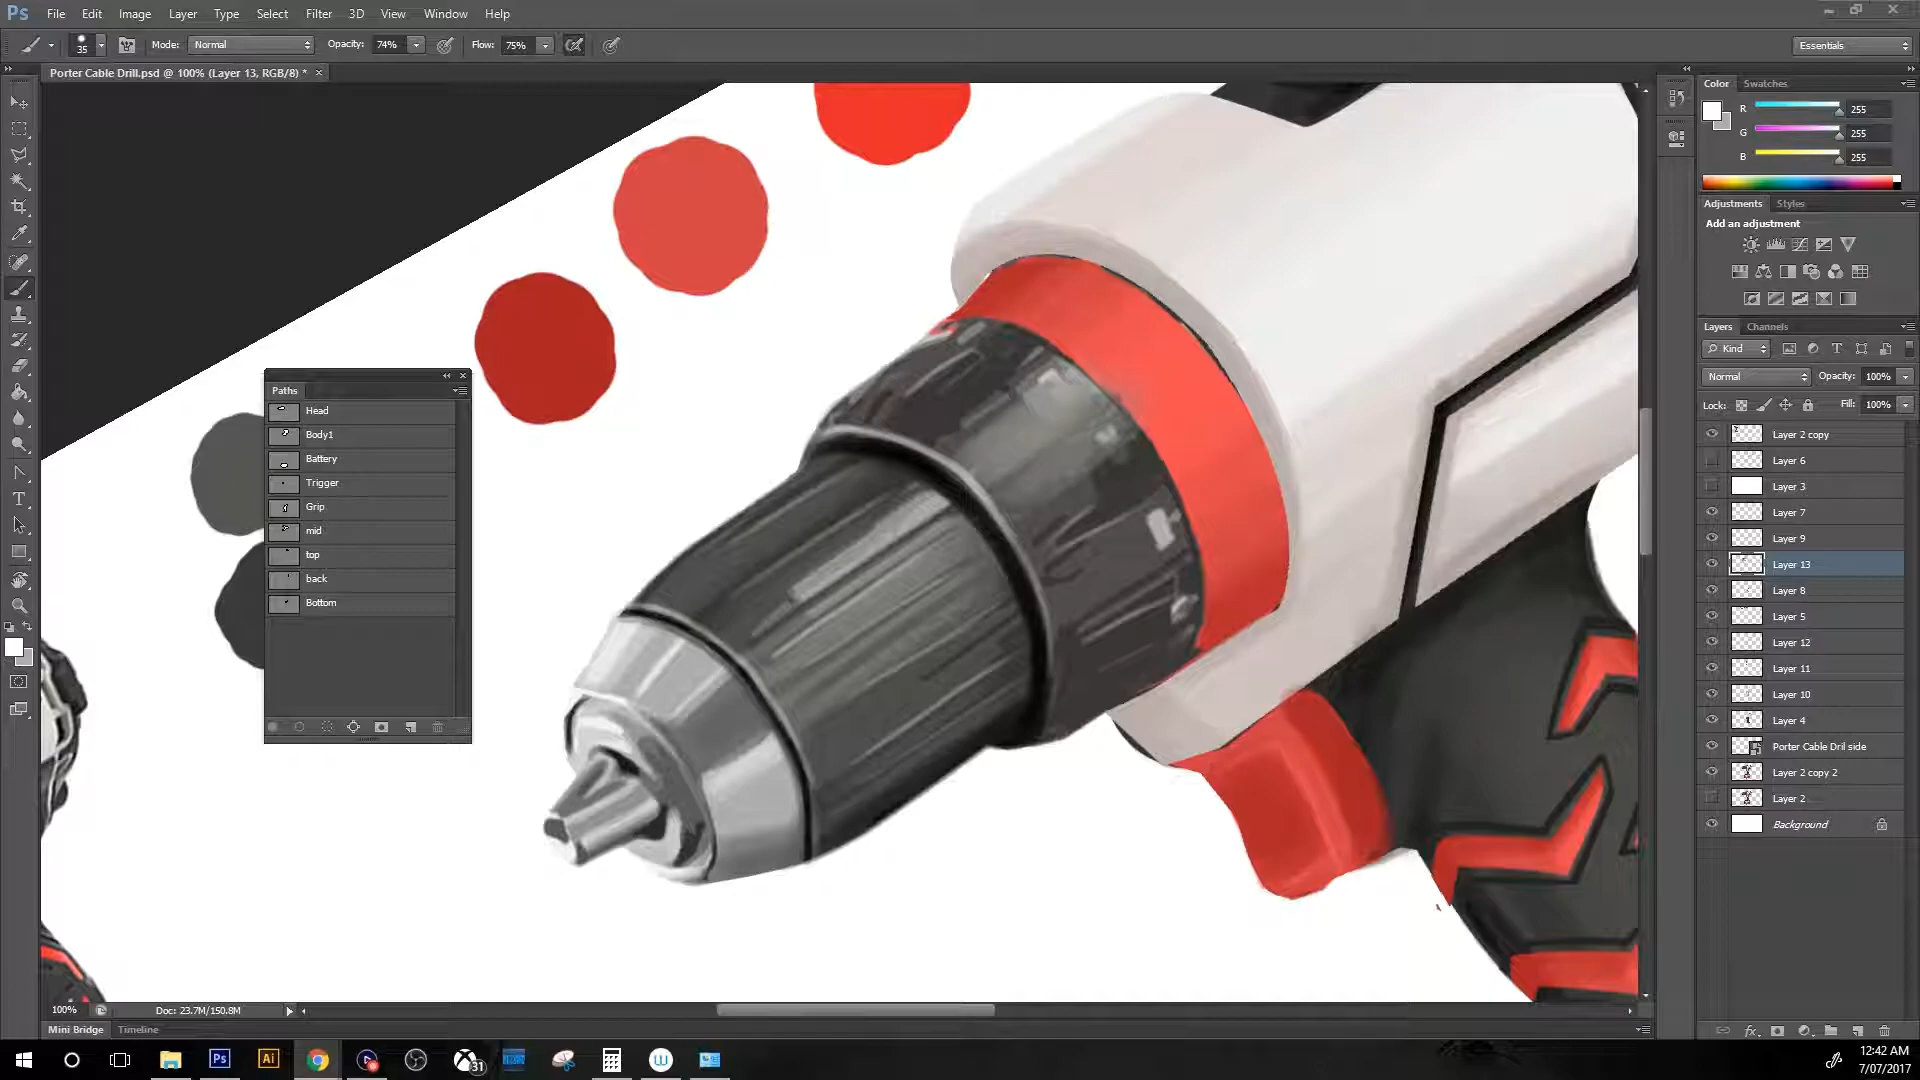 Ps File Edit Image Layer Type Select Filter 3D View Window Help
35 Mode: Normal Opacity: 74% Flow: 75% Essentials
Porter Cable Drill.psd @ 100% (Layer 13, RGB/8) *
Color Swatches
R 255
G 255
B 255
Adjustments Styles
Add an adjustment
Layers Channels
Kind
Normal Opacity: 100%
Lock: Fill: 100%
Layer 2 copy
Layer 6
Layer 3
Layer 7
Layer 9
Layer 13
Layer 8
Layer 5
Layer 12
Layer 11
Layer 10
Layer 4
Porter Cable Dril side
Layer 2 copy 2
Layer 2
Background
Paths
Head
Body1
Battery
Trigger
Grip
mid
top
back
Bottom
100% Doc: 23.7M/150.8M
Mini Bridge Timeline
Ps Ai 31
12:42 AM
7/07/2017